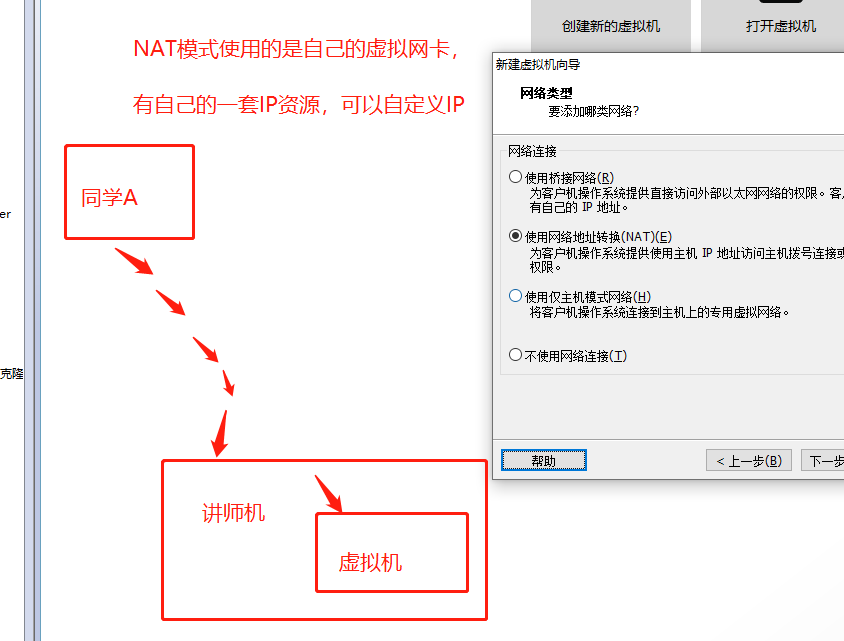 创建新的虚拟机
打开虚拟机
NAT模式使用的是自己的虚拟网卡，
有自己的一套IP资源，可以自定义IP
同学A
er
克隆
讲师机
虚拟机
新建虚拟机向导
网络类型
要添加哪类网络?
网络连接
使用桥接网络(R)
为客户机操作系统提供直接访问外部以太网网络的权限。客
有自己的 IP 地址。
使用网络地址转换(NAT)(E)
为客户机操作系统提供使用主机 IP 地址访问主机拨号连接或
权限。
使用仅主机模式网络(H)
将客户机操作系统连接到主机上的专用虚拟网络。
不使用网络连接(T)
帮助
< 上一步(B)
下一步